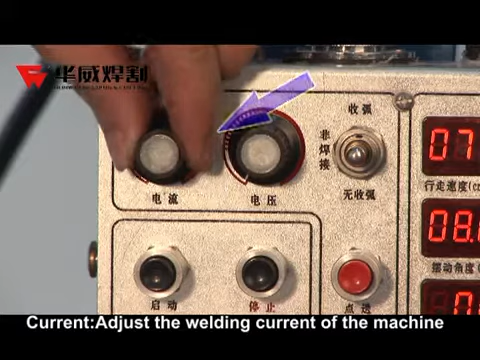 华威焊割
收弧
非焊接
07
无收弧
电流
电压
行走速度(c
08.
摆动角度(
启动
停止
点送
0
Current:Adjust the welding current of the machine